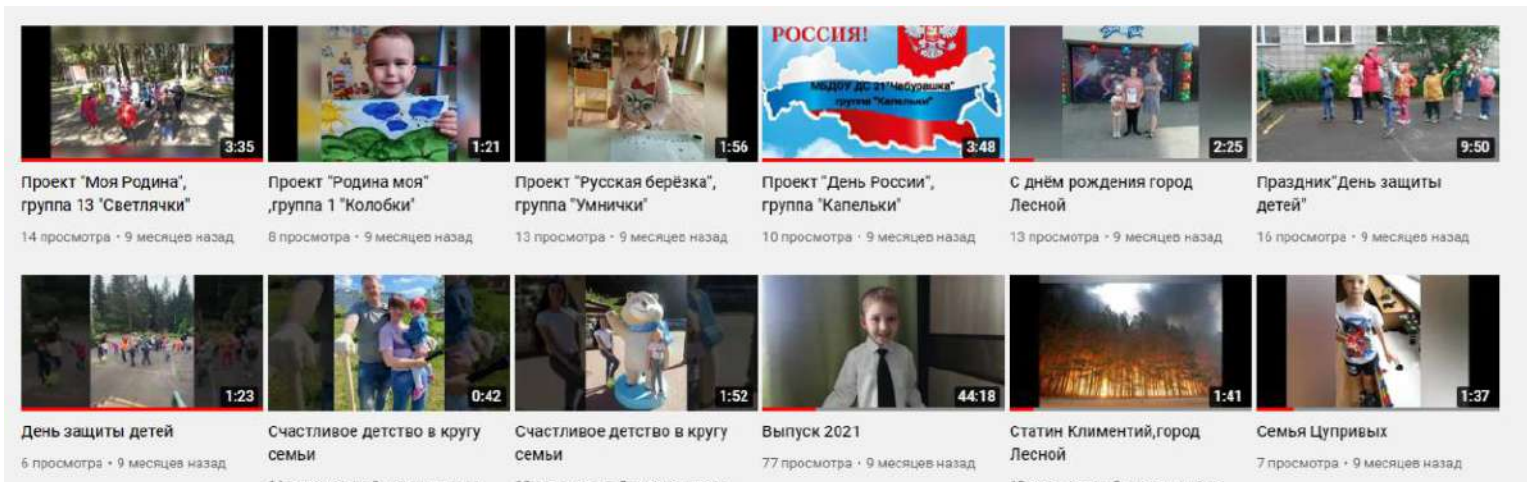 РОССИЯ!
МБДОУ ДС 21"Чебурашка"
группа "Капельки"
3:35
1:21
1:56
3:48
2:25
9:50
Проект "Моя Родина",
группа 13 "Светлячки"
14 просмотра • 9 месяцев назад
Проект "Родина моя"
,группа 1 "Колобки"
8 просмотра • 9 месяцев назад
Проект "Русская берёзка",
группа "Умнички"
13 просмотра • 9 месяцев назад
Проект "День России",
группа "Капельки"
10 просмотра • 9 месяцев назад
С днём рождения город
Лесной
13 просмотра • 9 месяцев назад
Праздник"День защиты
детей"
16 просмотра • 9 месяцев назад
1:23
0:42
1:52
44:18
1:41
1:37
День защиты детей
6 просмотра • 9 месяцев назад
Счастливое детство в кругу
семьи
Счастливое детство в кругу
семьи
Выпуск 2021
77 просмотра • 9 месяцев назад
Статин Климентий,город
Лесной
Семья Цупривых
7 просмотра • 9 месяцев назад